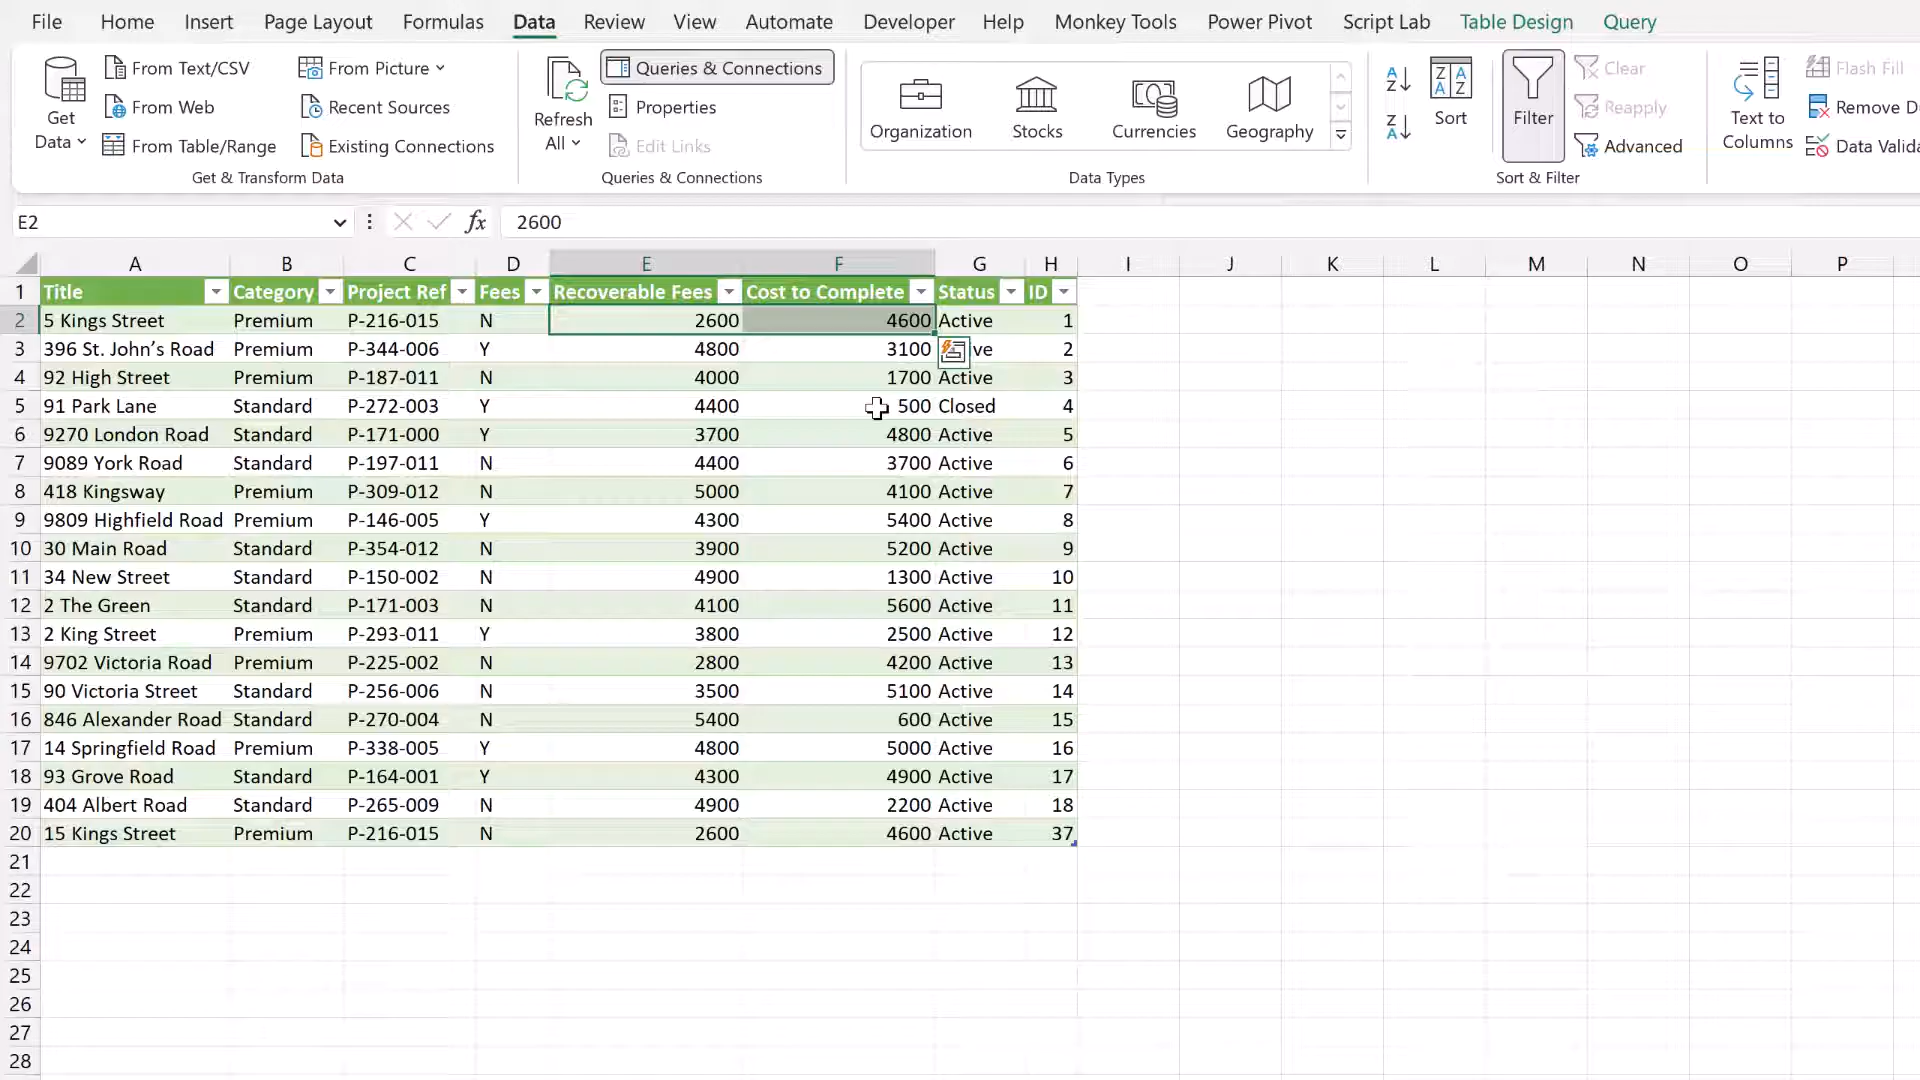 File Home Insert Page Layout Formulas Data Review View Automate Developer Help Monkey Tools Power Pivot Script Lab Table Design Query
Get Data
From Text/CSV
From Web
From Table/Range
From Picture
Recent Sources
Existing Connections
Get & Transform Data
Refresh All
Queries & Connections
Properties
Edit Links
Queries & Connections
Organization Stocks Currencies Geography
Data Types
Sort
Filter
Clear
Reapply
Advanced
Sort & Filter
Text to Columns
Flash Fill
Remove D
Data Valida
E2 fx 2600
A B C D E F G H I J K L M N O P
1 Title Category Project Ref Fees Recoverable Fees Cost to Complete Status ID
2 5 Kings Street Premium P-216-015 N 2600 4600 Active 1
3 396 St. John’s Road Premium P-344-006 Y 4800 3100 ve 2
4 92 High Street Premium P-187-011 N 4000 1700 Active 3
5 91 Park Lane Standard P-272-003 Y 4400 500 Closed 4
6 9270 London Road Standard P-171-000 Y 3700 4800 Active 5
7 9089 York Road Standard P-197-011 N 4400 3700 Active 6
8 418 Kingsway Premium P-309-012 N 5000 4100 Active 7
9 9809 Highfield Road Premium P-146-005 Y 4300 5400 Active 8
10 30 Main Road Standard P-354-012 N 3900 5200 Active 9
11 34 New Street Standard P-150-002 N 4900 1300 Active 10
12 2 The Green Standard P-171-003 N 4100 5600 Active 11
13 2 King Street Premium P-293-011 Y 3800 2500 Active 12
14 9702 Victoria Road Premium P-225-002 N 2800 4200 Active 13
15 90 Victoria Street Standard P-256-006 N 3500 5100 Active 14
16 846 Alexander Road Standard P-270-004 N 5400 600 Active 15
17 14 Springfield Road Premium P-338-005 Y 4800 5000 Active 16
18 93 Grove Road Standard P-164-001 Y 4300 4900 Active 17
19 404 Albert Road Standard P-265-009 N 4900 2200 Active 18
20 15 Kings Street Premium P-216-015 N 2600 4600 Active 37
21
22
23
24
25
26
27
28